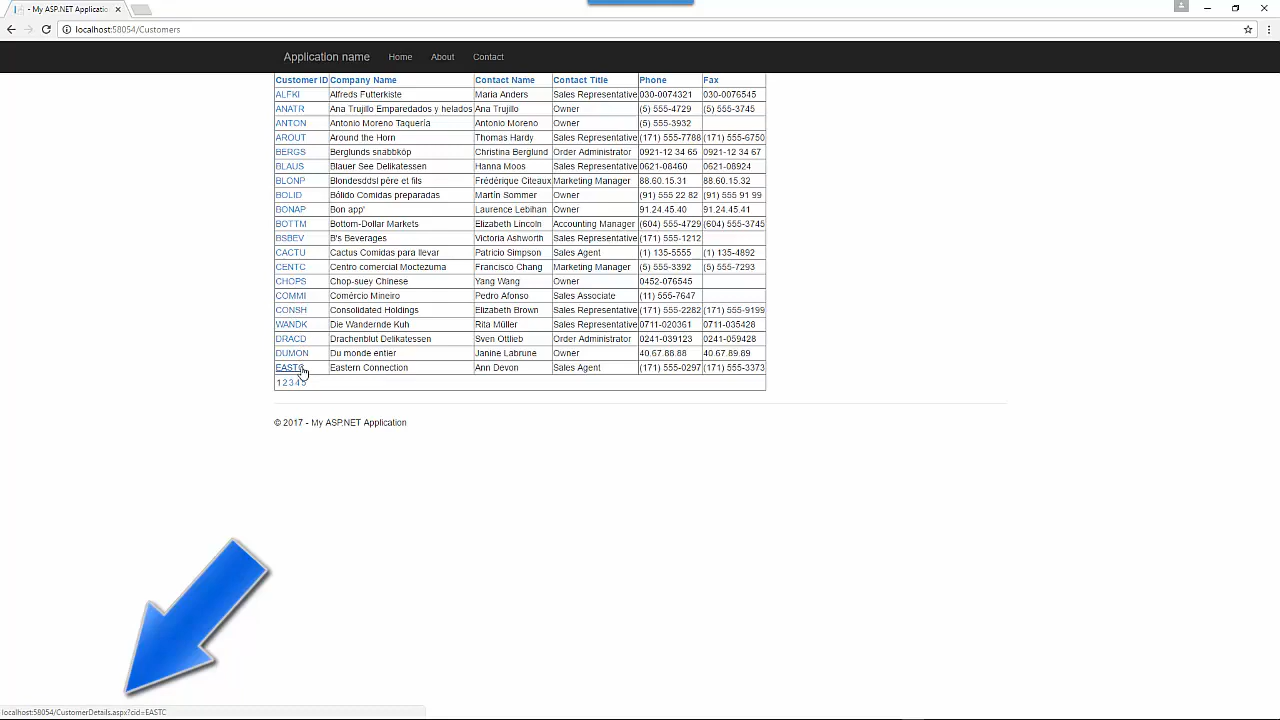 - My ASP.NET Applicatio
localhost:58054/Customers
Application name Home About Contact
Customer ID Company Name Contact Name Contact Title Phone Fax
ALFKI Alfreds Futterkiste Maria Anders Sales Representative 030-0074321 030-0076545
ANATR Ana Trujillo Emparedados y helados Ana Trujillo Owner (5) 555-4729 (5) 555-3745
ANTON Antonio Moreno Taquería Antonio Moreno Owner (5) 555-3932
AROUT Around the Horn Thomas Hardy Sales Representative (171) 555-7788 (171) 555-6750
BERGS Berglunds snabbköp Christina Berglund Order Administrator 0921-12 34 65 0921-12 34 67
BLAUS Blauer See Delikatessen Hanna Moos Sales Representative 0621-08460 0621-08924
BLONP Blondesddsl père et fils Frédérique Citeaux Marketing Manager 88.60.15.31 88.60.15.32
BOLID Bólido Comidas preparadas Martín Sommer Owner (91) 555 22 82 (91) 555 91 99
BONAP Bon app' Laurence Lebihan Owner 91.24.45.40 91.24.45.41
BOTTM Bottom-Dollar Markets Elizabeth Lincoln Accounting Manager (604) 555-4729 (604) 555-3745
BSBEV B's Beverages Victoria Ashworth Sales Representative (171) 555-1212
CACTU Cactus Comidas para llevar Patricio Simpson Sales Agent (1) 135-5555 (1) 135-4892
CENTC Centro comercial Moctezuma Francisco Chang Marketing Manager (5) 555-3392 (5) 555-7293
CHOPS Chop-suey Chinese Yang Wang Owner 0452-076545
COMMI Comércio Mineiro Pedro Afonso Sales Associate (11) 555-7647
CONSH Consolidated Holdings Elizabeth Brown Sales Representative (171) 555-2282 (171) 555-9199
WANDK Die Wandernde Kuh Rita Müller Sales Representative 0711-020361 0711-035428
DRACD Drachenblut Delikatessen Sven Ottlieb Order Administrator 0241-039123 0241-059428
DUMON Du monde entier Janine Labrune Owner 40.67.88.88 40.67.89.89
EASTC Eastern Connection Ann Devon Sales Agent (171) 555-0297 (171) 555-3373
1 2 3 4 5
© 2017 - My ASP.NET Application
localhost:58054/CustomerDetails.aspx?cid=EASTC